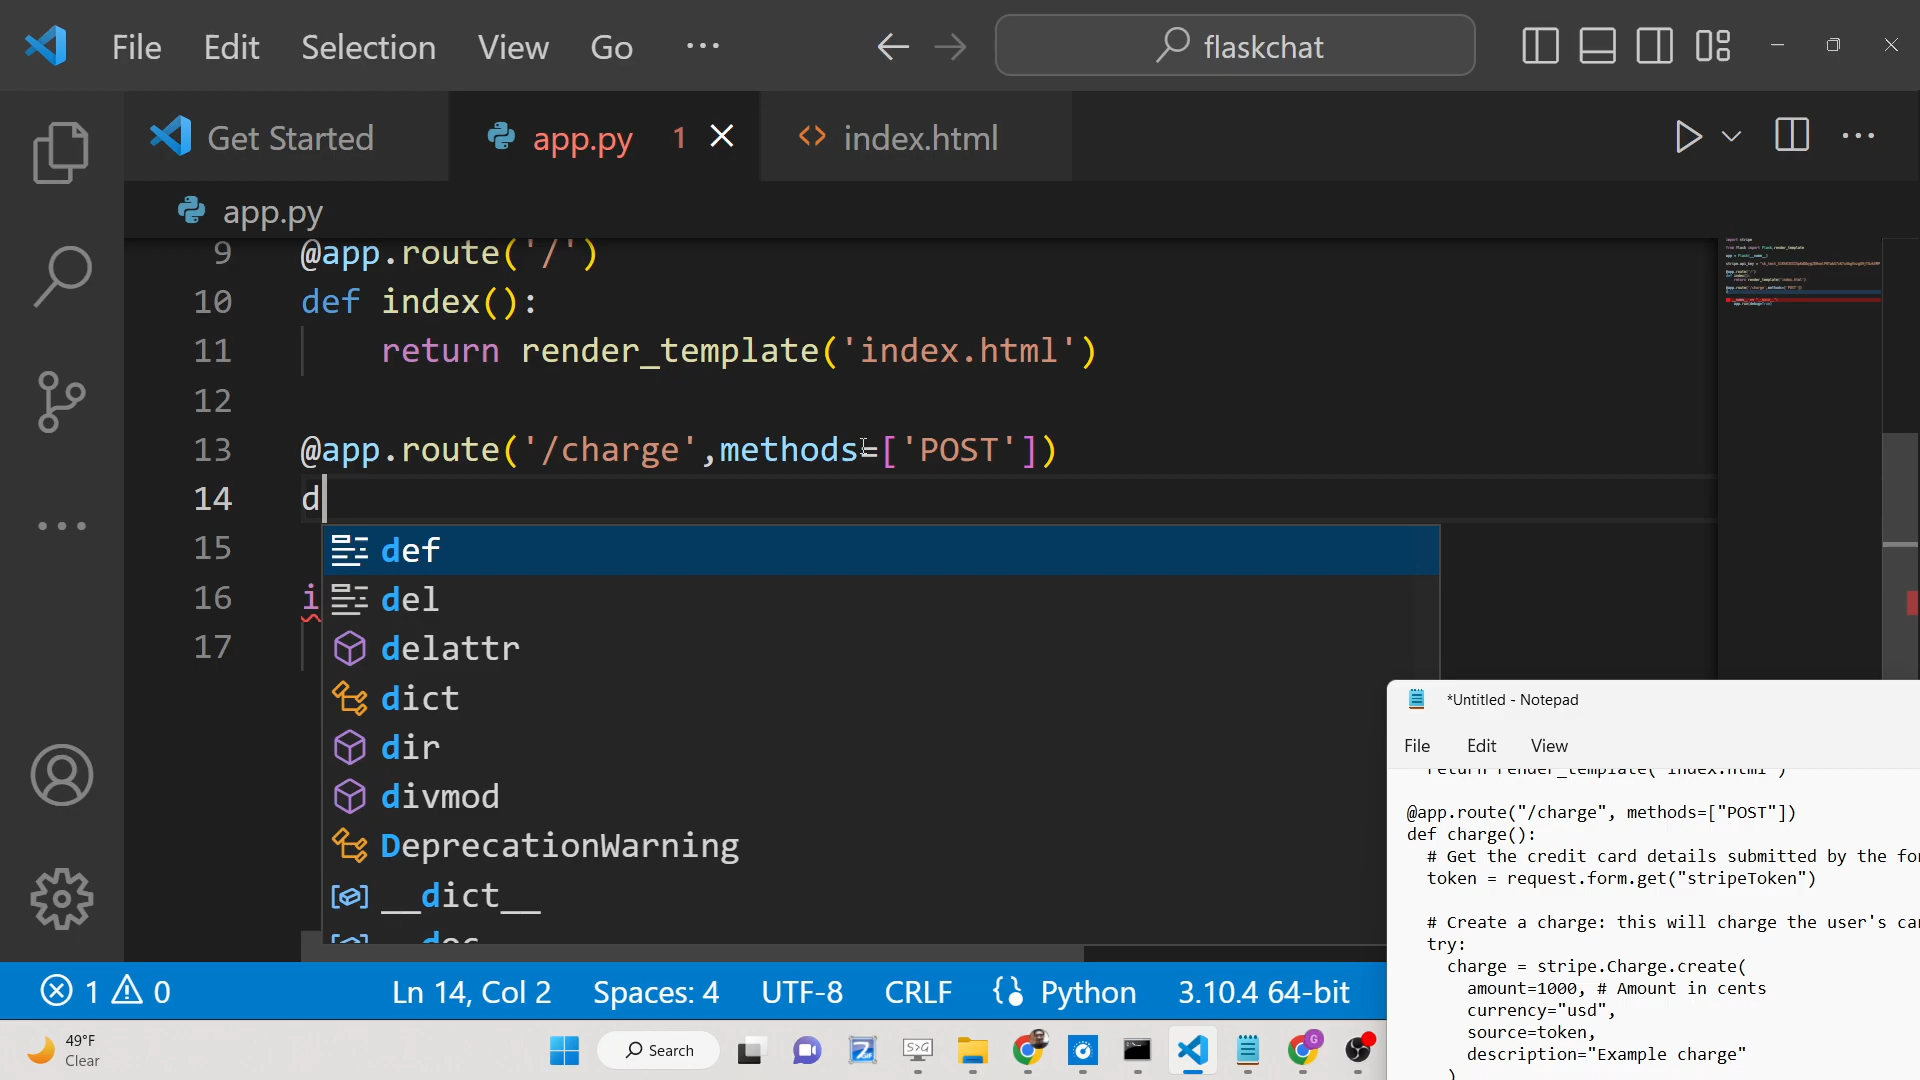 File Edit Selection View Go ··· flaskchat
Get Started app.py 1 index.html
app.py
9 @app.route('/')
10 def index():
11 return render_template('index.html')
12
13 @app.route('/charge',methods=['POST'])
14 d
15
16 i
17
def
del
delattr
dict
dir
divmod
DeprecationWarning
__dict__
*Untitled - Notepad
File Edit View
return render_template("index.html")
@app.route("/charge", methods=["POST"])
def charge():
# Get the credit card details submitted by the
token = request.form.get("stripeToken")
# Create a charge: this will charge the user's
try:
charge = stripe.Charge.create(
amount=1000, # Amount in cents
currency="usd",
source=token,
description="Example charge"
)
1 0 Ln 14, Col 2 Spaces: 4 UTF-8 CRLF Python 3.10.4 64-bit
49°F
Clear
Search